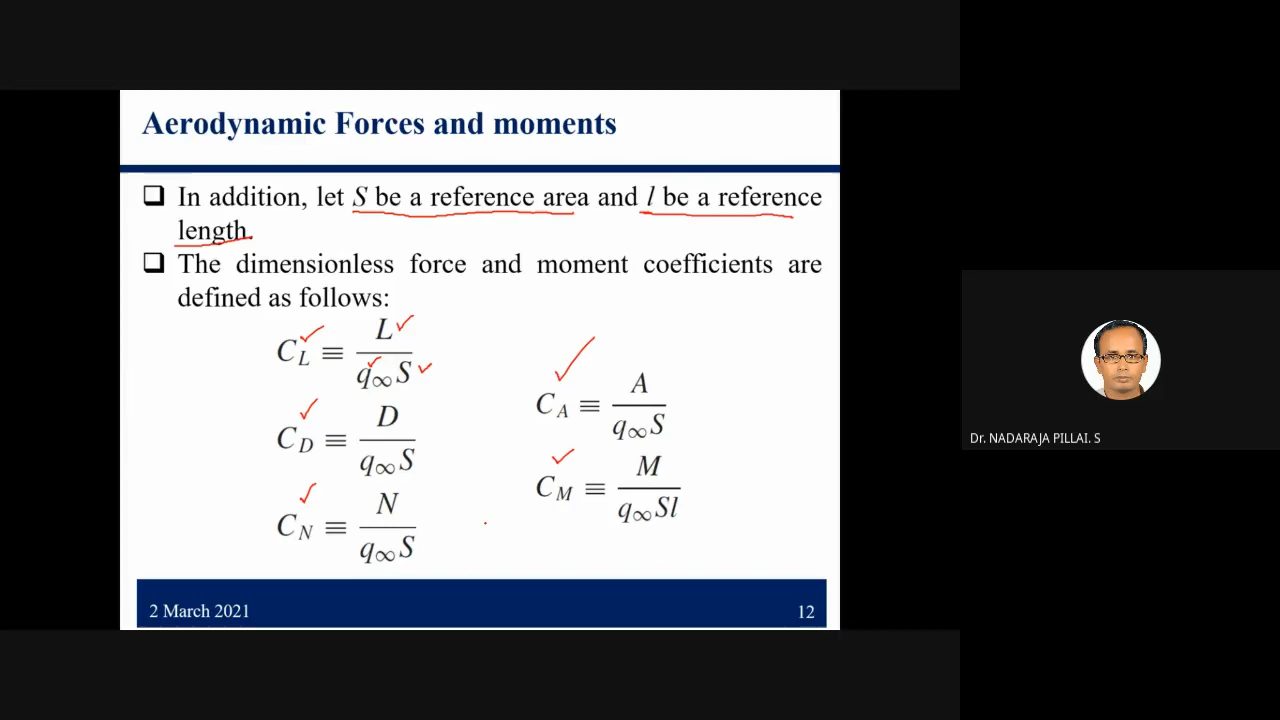 Aerodynamic Forces and moments
❑ In addition, let S be a reference area and l be a reference
length.
❑ The dimensionless force and moment coefficients are
defined as follows:
C_L ≡ L / q∞S
C_D ≡ D / q∞S
C_N ≡ N / q∞S
C_A ≡ A / q∞S
C_M ≡ M / q∞Sl
2 March 2021
12
Dr. NADARAJA PILLAI. S